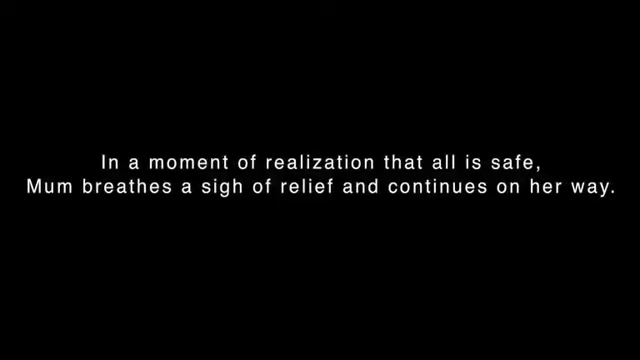 In a moment of realization that all is safe,
Mum breathes a sigh of relief and continues on her way.